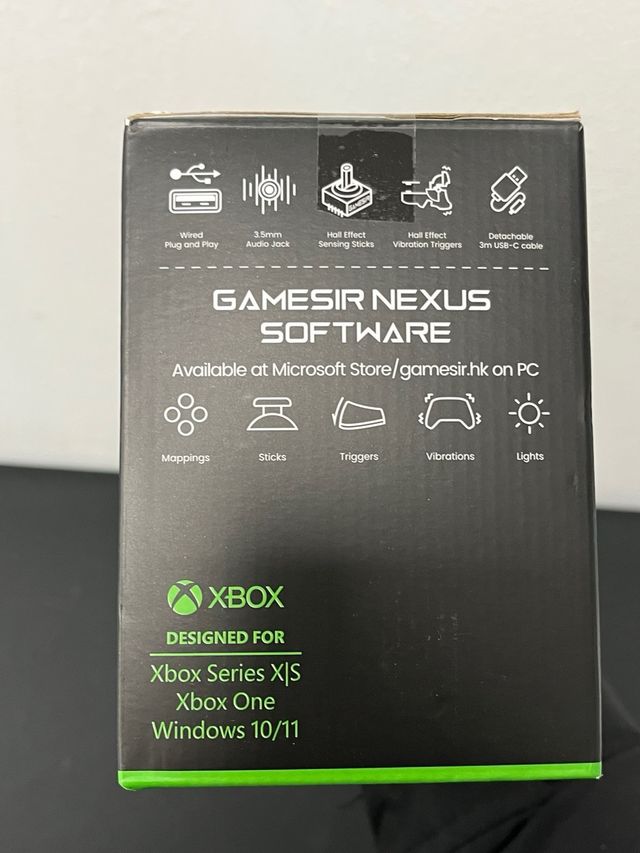 Wired
Plug and Play
3.5mm
Audio Jack
GAMESIR
Hall Effect
Sensing Sticks
Hall Effect
Vibration Triggers
Detachable
3m USB-C cable
GAMESIR NEXUS
SOFTWARE
Available at Microsoft Store/gamesir.hk on PC
Mappings
Sticks
Triggers
Vibrations
Lights
XBOX
DESIGNED FOR
Xbox Series X|S
Xbox One
Windows 10/11